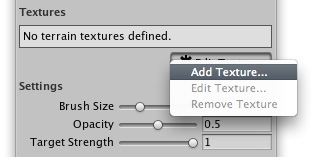 Textures
No terrain textures defined.
Add Texture...
Edit Texture...
Remove Texture
Settings
Brush Size
Opacity
0.5
Target Strength
1